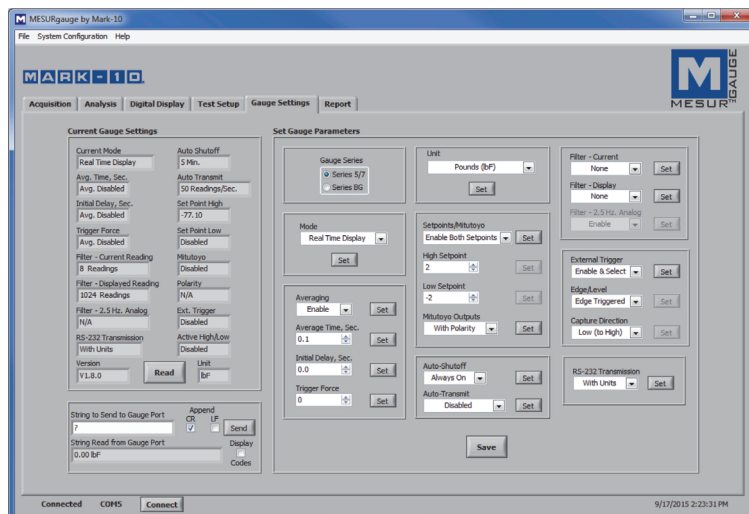 MESURgauge by Mark-10
File System Configuration Help
MARK-10
M
MESUR™ GAUGE
Acquisition Analysis Digital Display Test Setup Gauge Settings Report
Current Gauge Settings
Current Mode Auto Shutoff
Real Time Display 5 Min.
Avg. Time, Sec. Auto Transmit
Avg. Disabled 50 Readings/Sec.
Initial Delay, Sec. Set Point High
Avg. Disabled -77.10
Trigger Force Set Point Low
Avg. Disabled Disabled
Filter - Current Reading Mitutoyo
8 Readings Disabled
Filter - Displayed Reading Polarity
1024 Readings N/A
Filter - 2.5 Hz. Analog Ext. Trigger
N/A Disabled
RS-232 Transmission Active High/Low
With Units Disabled
Version Unit
V1.8.0 Read lbF
String to Send to Gauge Port Append
CR LF
? Send
String Read from Gauge Port Display
0.00 lbF
Codes
Set Gauge Parameters
Gauge Series
Series 5/7
Series BG
Mode
Real Time Display
Set
Averaging
Enable Set
Average Time, Sec.
0.1 Set
Initial Delay, Sec.
0.0 Set
Trigger Force
0 Set
Unit
Pounds (lbF)
Set
Setpoints/Mitutoyo
Enable Both Setpoints Set
High Setpoint
2 Set
Low Setpoint
-2 Set
Mitutoyo Outputs
With Polarity Set
Auto-Shutoff
Always On Set
Auto-Transmit
Disabled Set
Filter - Current
None Set
Filter - Display
None Set
Filter - 2.5 Hz. Analog
Enable Set
External Trigger
Enable & Select Set
Edge/Level
Edge Triggered Set
Capture Direction
Low (to High) Set
RS-232 Transmission
With Units Set
Save
Connected COM5 Connect 9/17/2015 2:23:31 PM